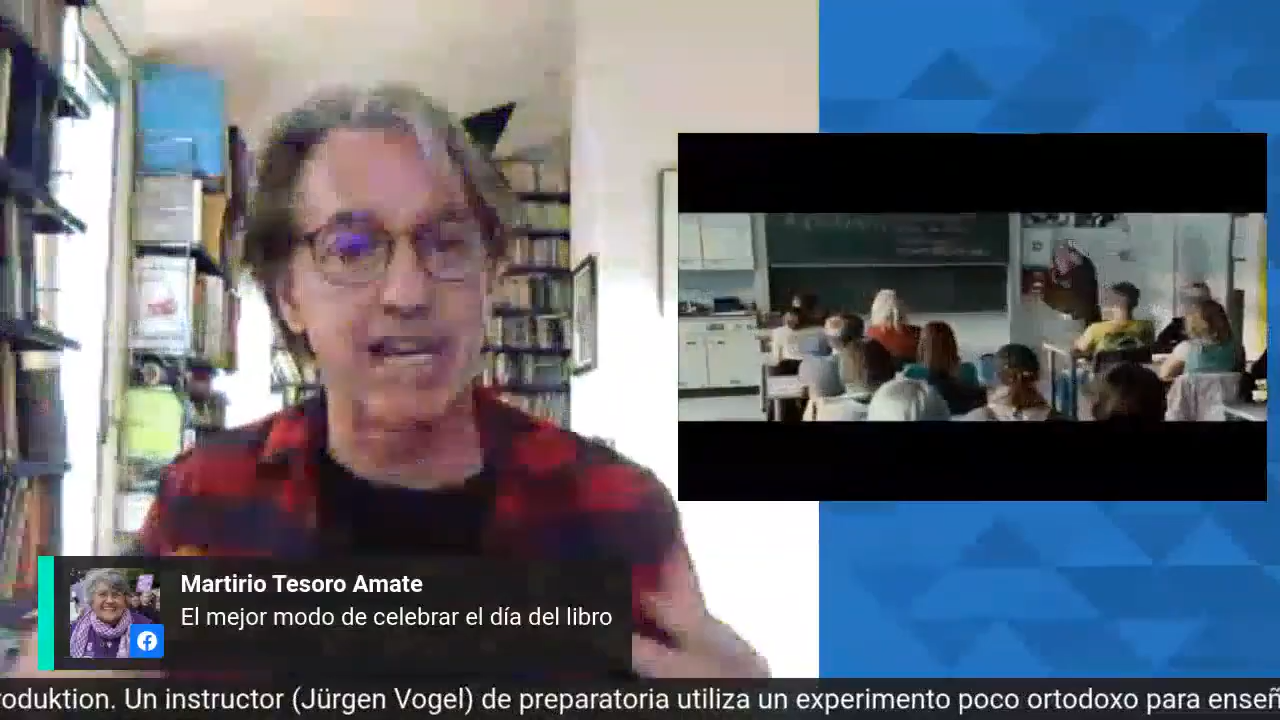 Martirio Tesoro Amate
El mejor modo de celebrar el día del libro
roduktion. Un instructor (Jürgen Vogel) de preparatoria utiliza un experimento poco ortodoxo para enseñ